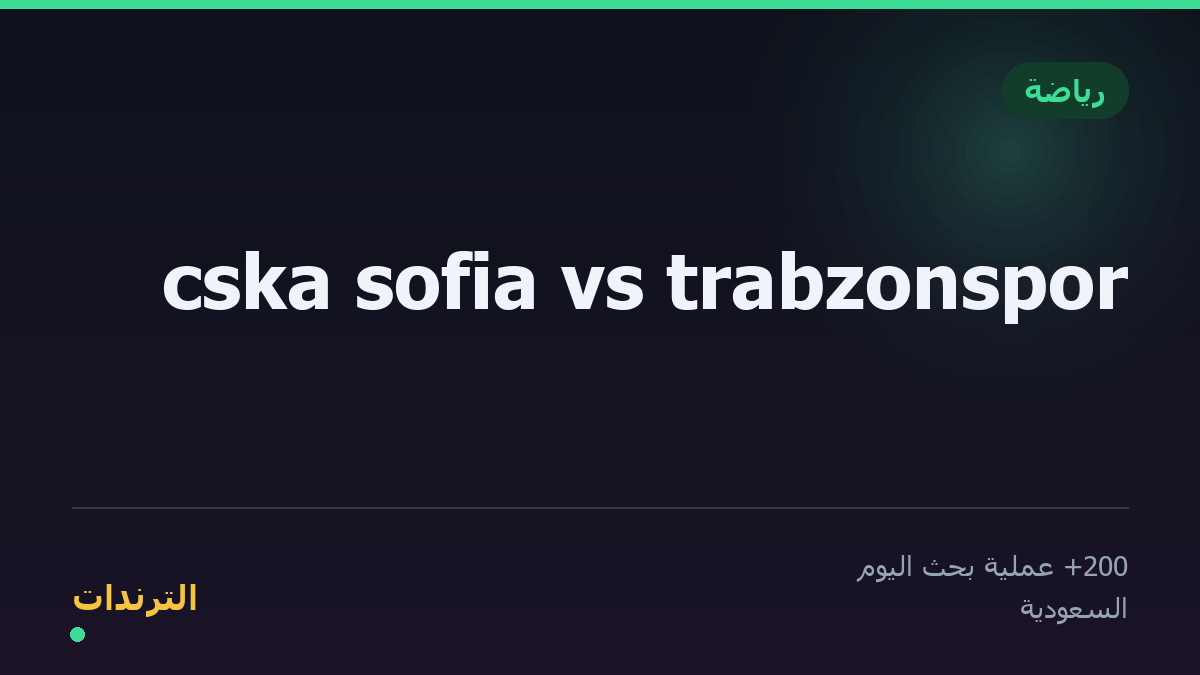 رياضة
cska sofia vs trabzonspor
200+ عملية بحث اليوم
السعودية
الترندات